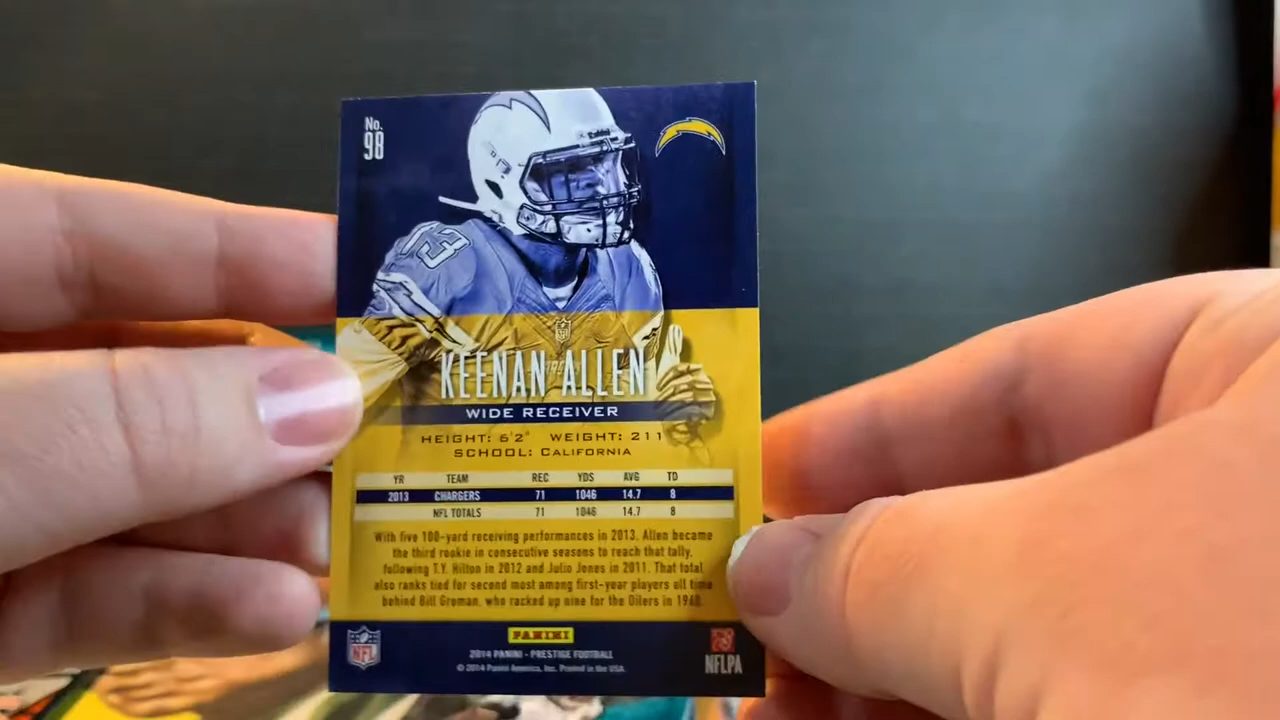 No.
98
13
KEENAN ALLEN
WIDE RECEIVER
HEIGHT: 6'2" WEIGHT: 211
SCHOOL: CALIFORNIA
YR TEAM REC YDS AVG TD
2013 CHARGERS 71 1046 14.7 8
NFL TOTALS 71 1046 14.7 8
With five 100-yard receiving performances in 2013, Allen became
the third rookie in consecutive seasons to reach that tally,
following T.Y. Hilton in 2012 and Julio Jones in 2011. That total
also ranks tied for second most among first-year players all time
behind Bill Groman, who racked up nine for the Oilers in 1960.
PANINI
2014 PANINI - PRESTIGE FOOTBALL
© 2014 Panini America, Inc. Printed in the USA.
NFL
NFLPA